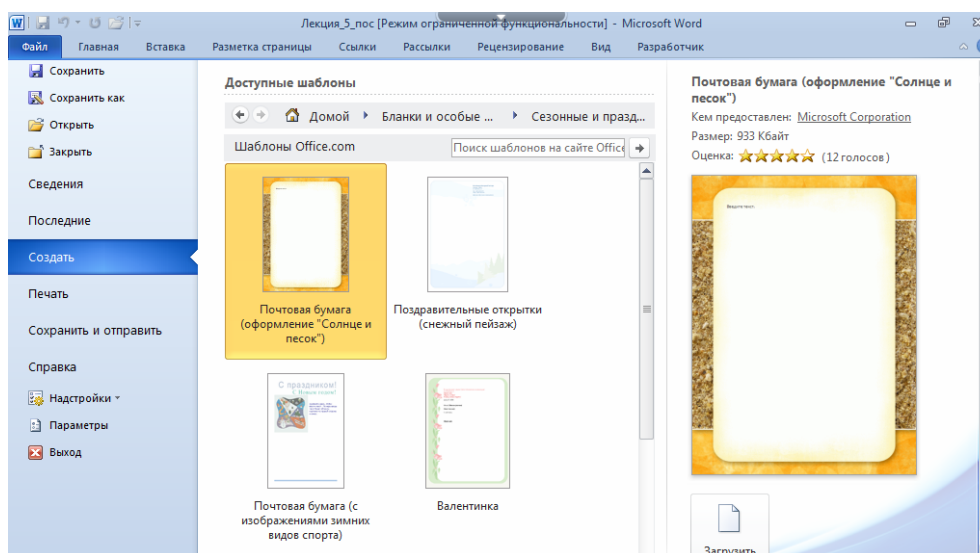 Лекция_5_пос [Режим ограниченной функциональности] - Microsoft Word
Файл Главная Вставка Разметка страницы Ссылки Рассылки Рецензирование Вид Разработчик
Сохранить
Сохранить как
Открыть
Закрыть
Сведения
Последние
Создать
Печать
Сохранить и отправить
Справка
Надстройки
Параметры
Выход
Доступные шаблоны
Домой Бланки и особые ... Сезонные и празд...
Шаблоны Office.com Поиск шаблонов на сайте Office
Почтовая бумага
(оформление "Солнце и
песок")
Поздравительные открытки
(снежный пейзаж)
С праздником!
С Новым годом!
Почтовая бумага (с
изображениями зимних
видов спорта)
Валентинка
Почтовая бумага (оформление "Солнце и
песок")
Кем предоставлен: Microsoft Corporation
Размер: 933 Кбайт
Оценка: (12 голосов)
Введите текст
Загрузить